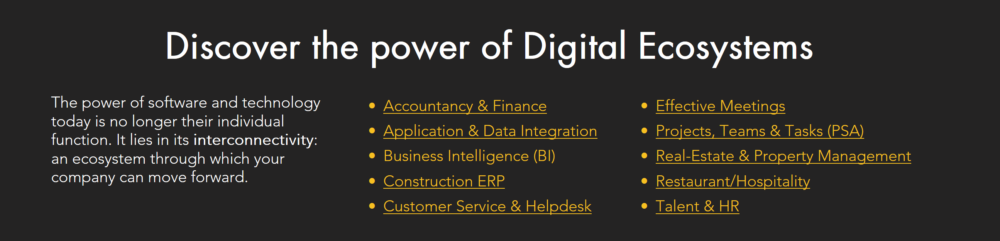 Discover the power of Digital Ecosystems
The power of software and technology
today is no longer their individual
function. It lies in its interconnectivity:
an ecosystem through which your
company can move forward.
• Accountancy & Finance
• Application & Data Integration
• Business Intelligence (BI)
• Construction ERP
• Customer Service & Helpdesk
• Effective Meetings
• Projects, Teams & Tasks (PSA)
• Real-Estate & Property Management
• Restaurant/Hospitality
• Talent & HR